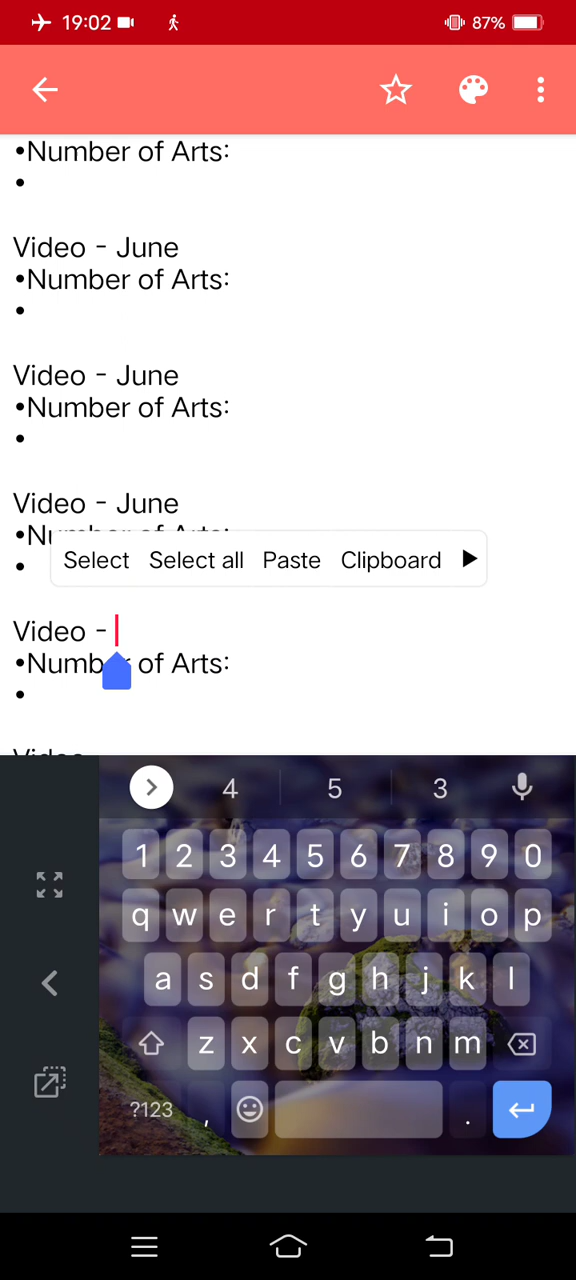 19:02
87%
•Number of Arts:
•
Video - June
•Number of Arts:
•
Video - June
•Number of Arts:
•
Video - June
•
Select Select all Paste Clipboard
Video -
•Number of Arts:
•
Video
4 5 3
1 2 3 4 5 6 7 8 9 0
q w e r t y u i o p
a s d f g h j k l
z x c v b n m
?123 , .